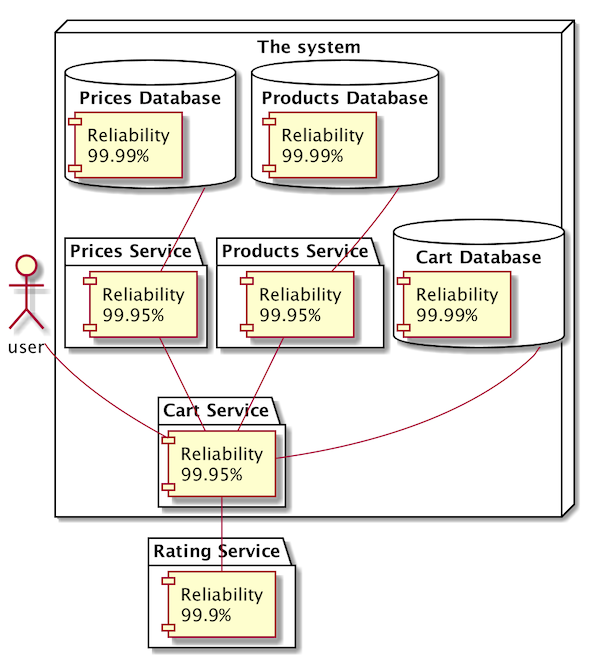 The system
Prices Database
Reliability
99.99%
Products Database
Reliability
99.99%
Prices Service
Reliability
99.95%
Products Service
Reliability
99.95%
Cart Database
Reliability
99.99%
user
Cart Service
Reliability
99.95%
Rating Service
Reliability
99.9%